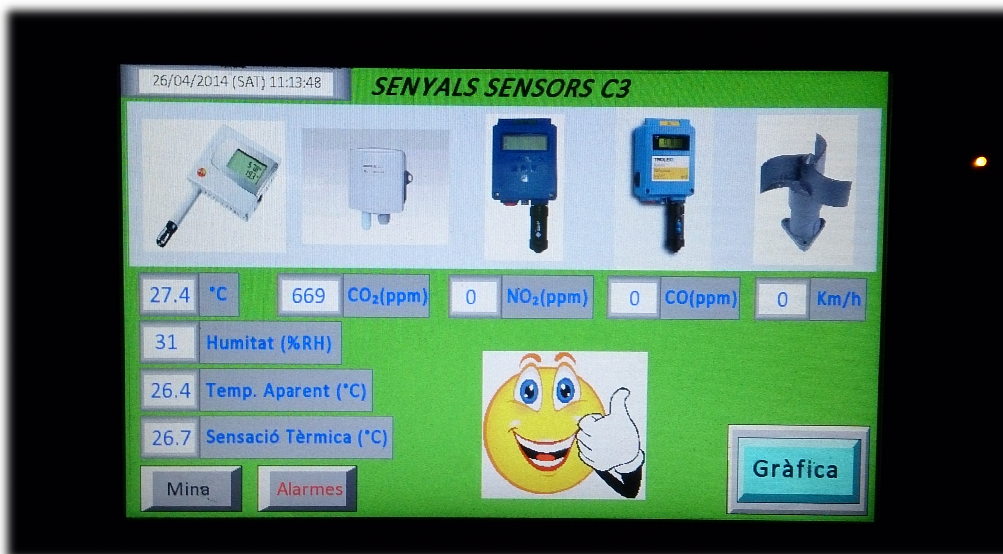 26/04/2014 (SAT) 11:13:48
SENYALS SENSORS C3
27.4 °C
669 CO₂(ppm)
0 NO₂(ppm)
0 CO(ppm)
0 Km/h
31 Humitat (%RH)
26.4 Temp. Aparent (°C)
26.7 Sensació Tèrmica (°C)
Mina
Alarmes
Gràfica